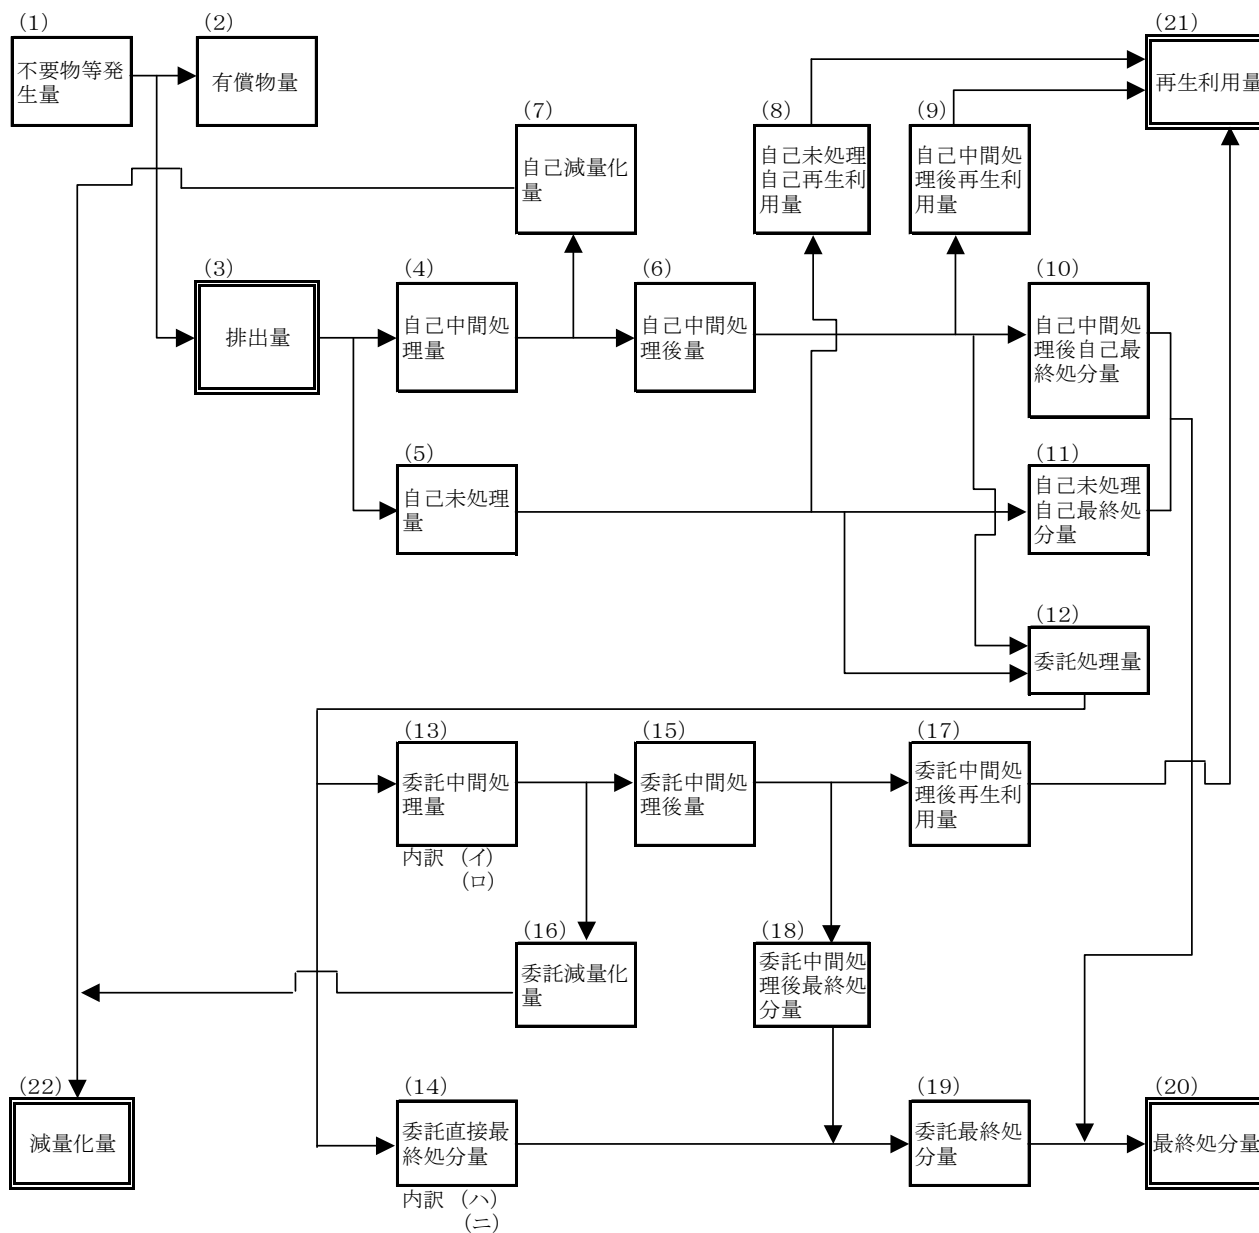 (1)
不要物等発
生量
(2)
有償物量
(21)
再生利用量
(7)
自己減量化
量
(8)
自己未処理
自己再生利
用量
(9)
自己中間処
理後再生利
用量
(3)
排出量
(4)
自己中間処
理量
(6)
自己中間処
理後量
(10)
自己中間処
理後自己最
終処分量
(5)
自己未処理
量
(11)
自己未処理
自己最終処
分量
(12)
委託処理量
(13)
委託中間処
理量
内訳 (イ)
(ロ)
(15)
委託中間処
理後量
(17)
委託中間処
理後再生利
用量
(16)
委託減量化
量
(18)
委託中間処
理後最終処
分量
(22)
減量化量
(14)
委託直接最
終処分量
内訳 (ハ)
(ニ)
(19)
委託最終処
分量
(20)
最終処分量